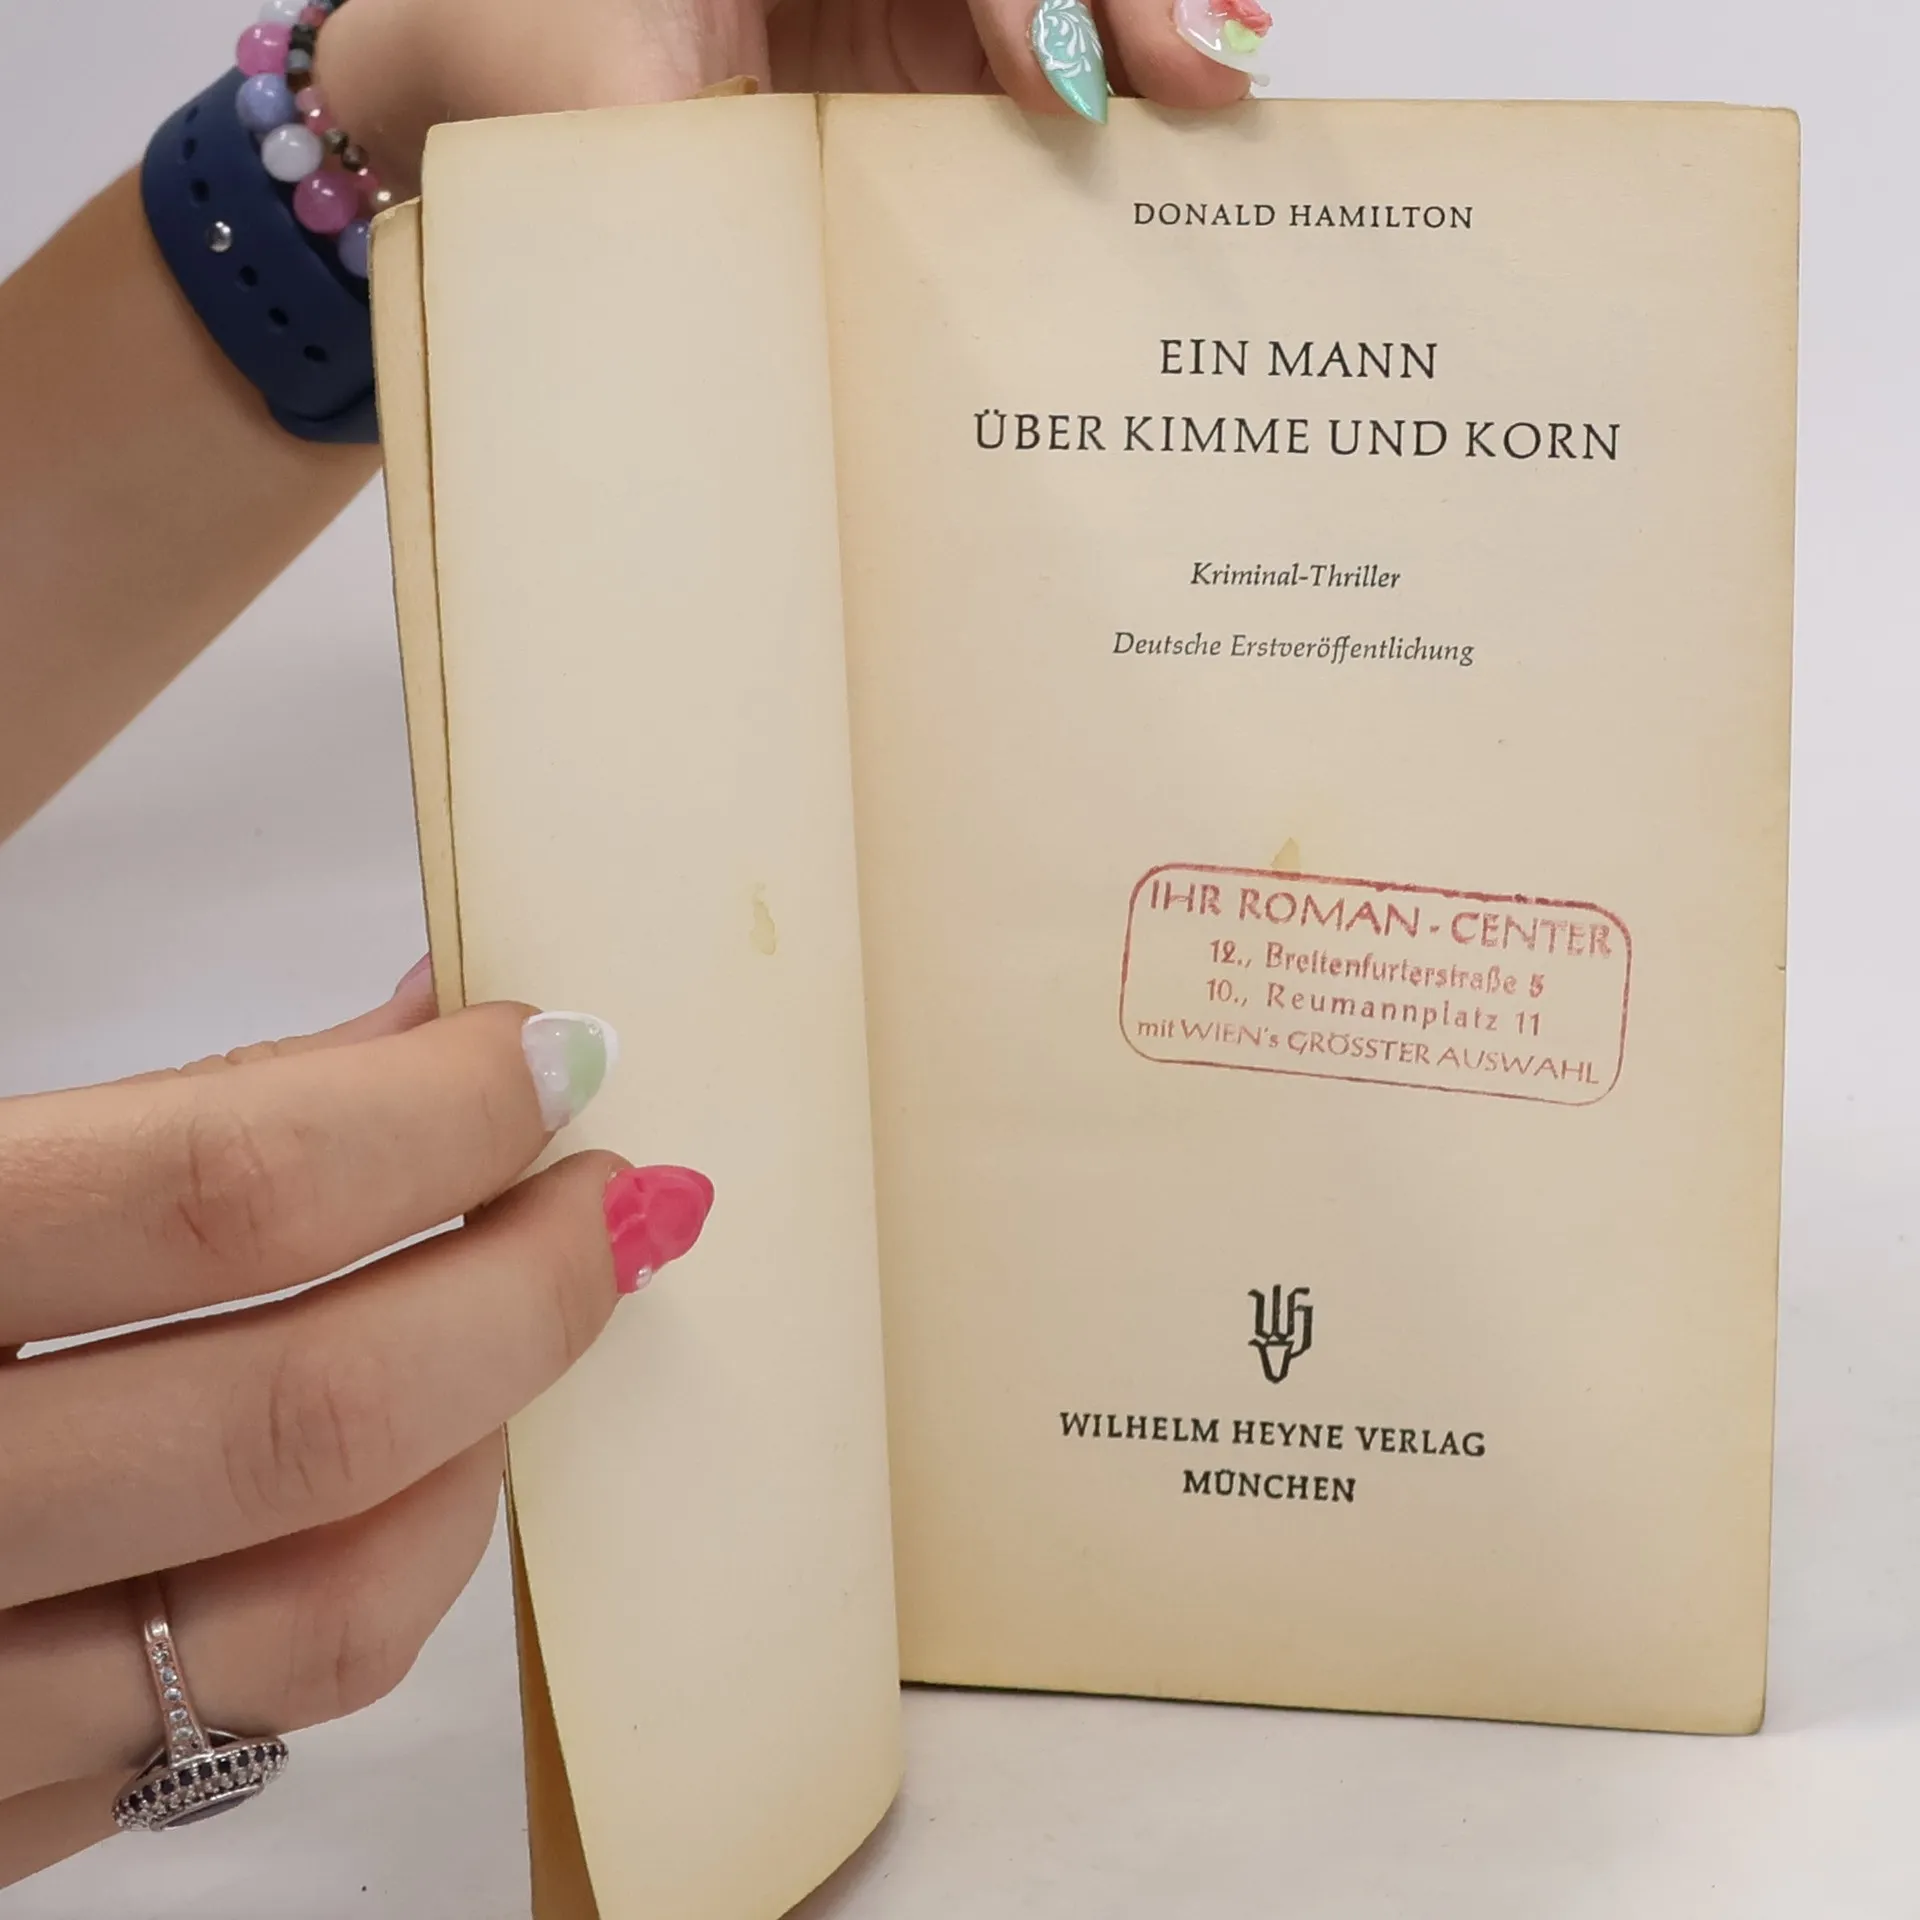 DONALD HAMILTON
EIN MANN
ÜBER KIMME UND KORN
Kriminal-Thriller
Deutsche Erstveröffentlichung
IHR ROMAN-CENTER
12., Breitenfurterstraße 5
10., Reumannplatz 11
mit WIEN's GRÖSSTER AUSWAHL
WILHELM HEYNE VERLAG
MÜNCHEN